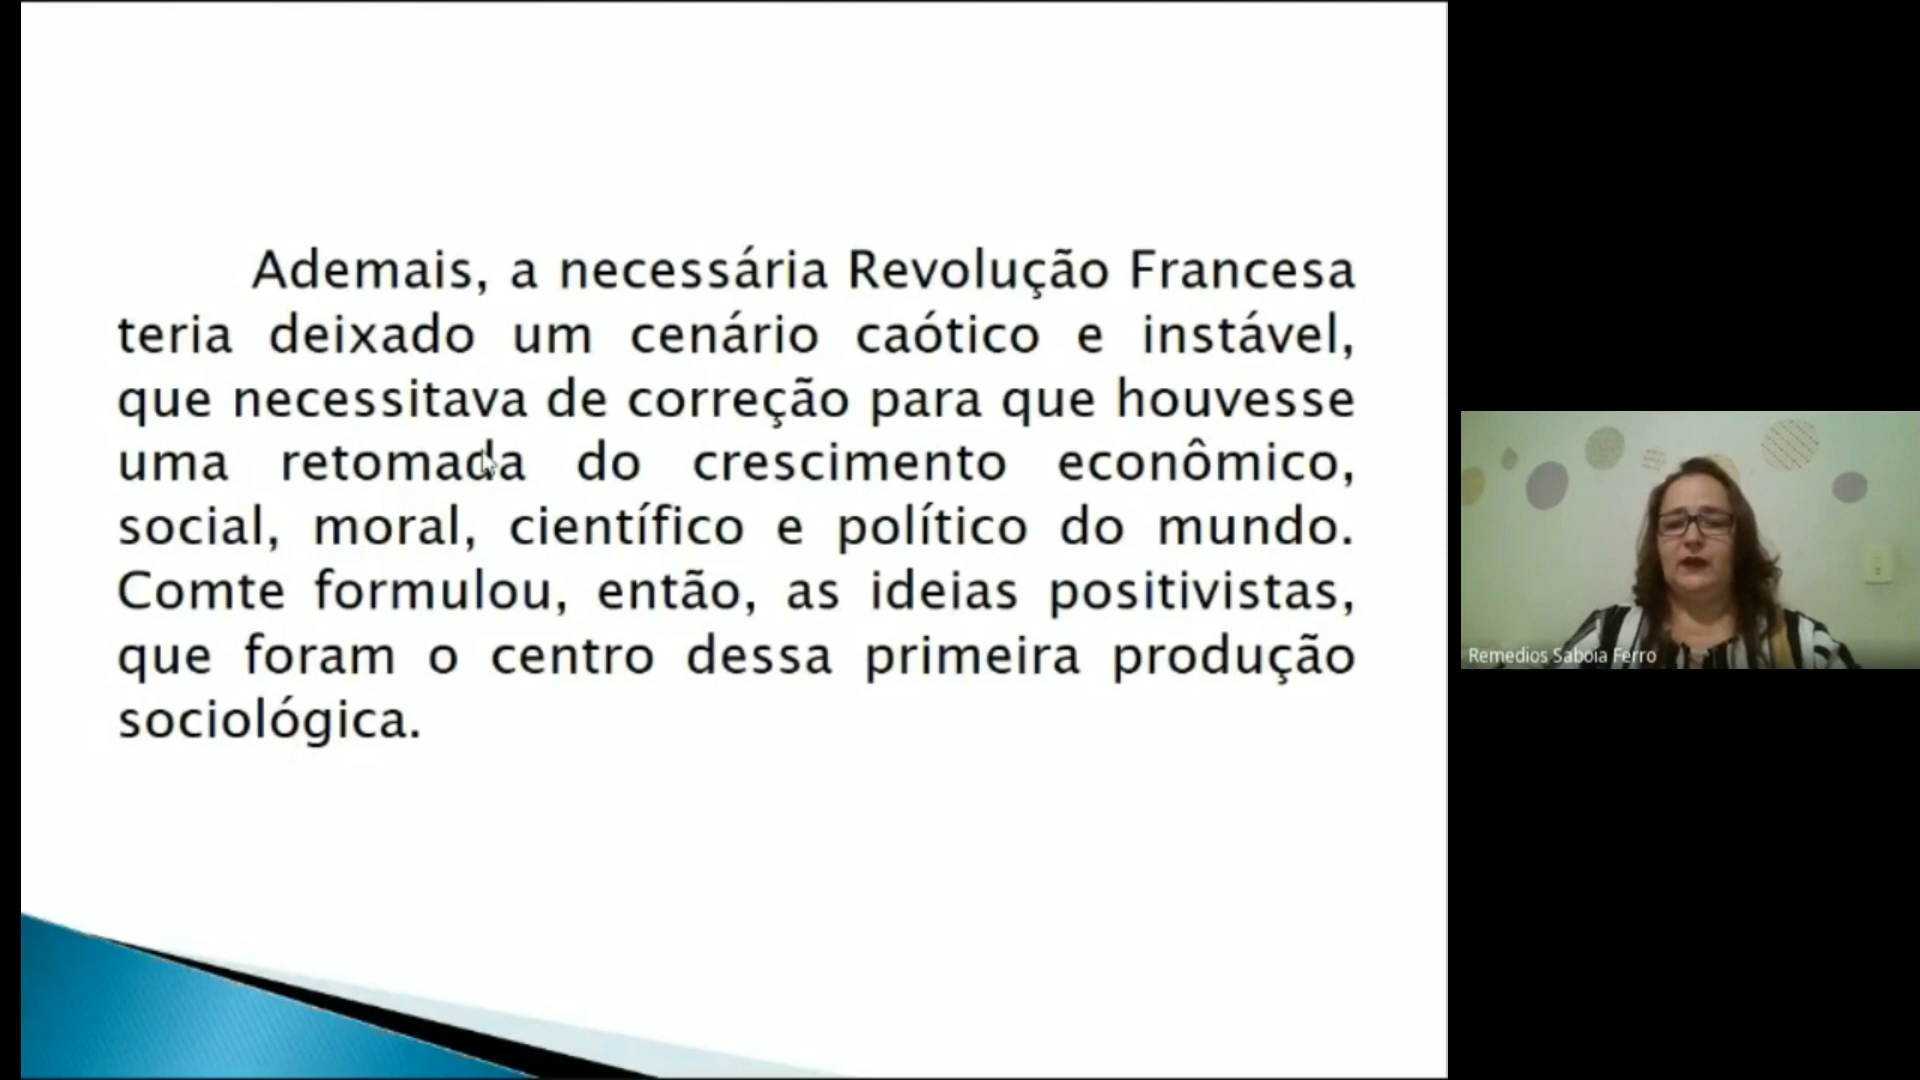 Ademais, a necessária Revolução Francesa
teria deixado um cenário caótico e instável,
que necessitava de correção para que houvesse
uma retomada do crescimento econômico,
social, moral, científico e político do mundo.
Comte formulou, então, as ideias positivistas,
que foram o centro dessa primeira produção
sociológica.
Remedios Saboia Ferro